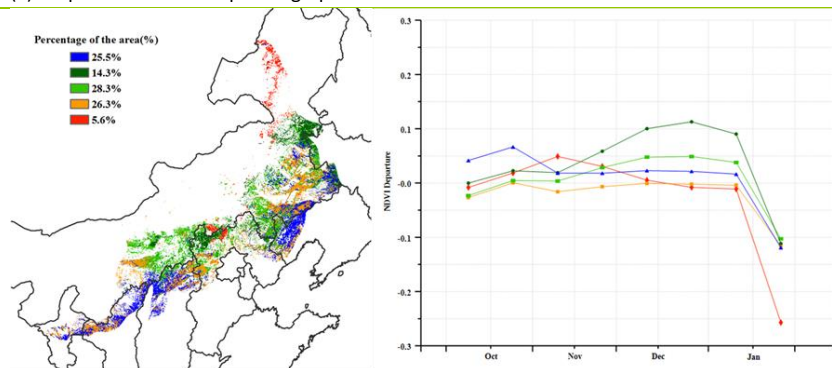 Percentage of the area(%)
25.5%
14.3%
28.3%
26.3%
5.6%
0.3
0.2
0.1
-0.0
-0.1
-0.2
-0.3
NDVI Departure
Oct
Nov
Dec
Jan